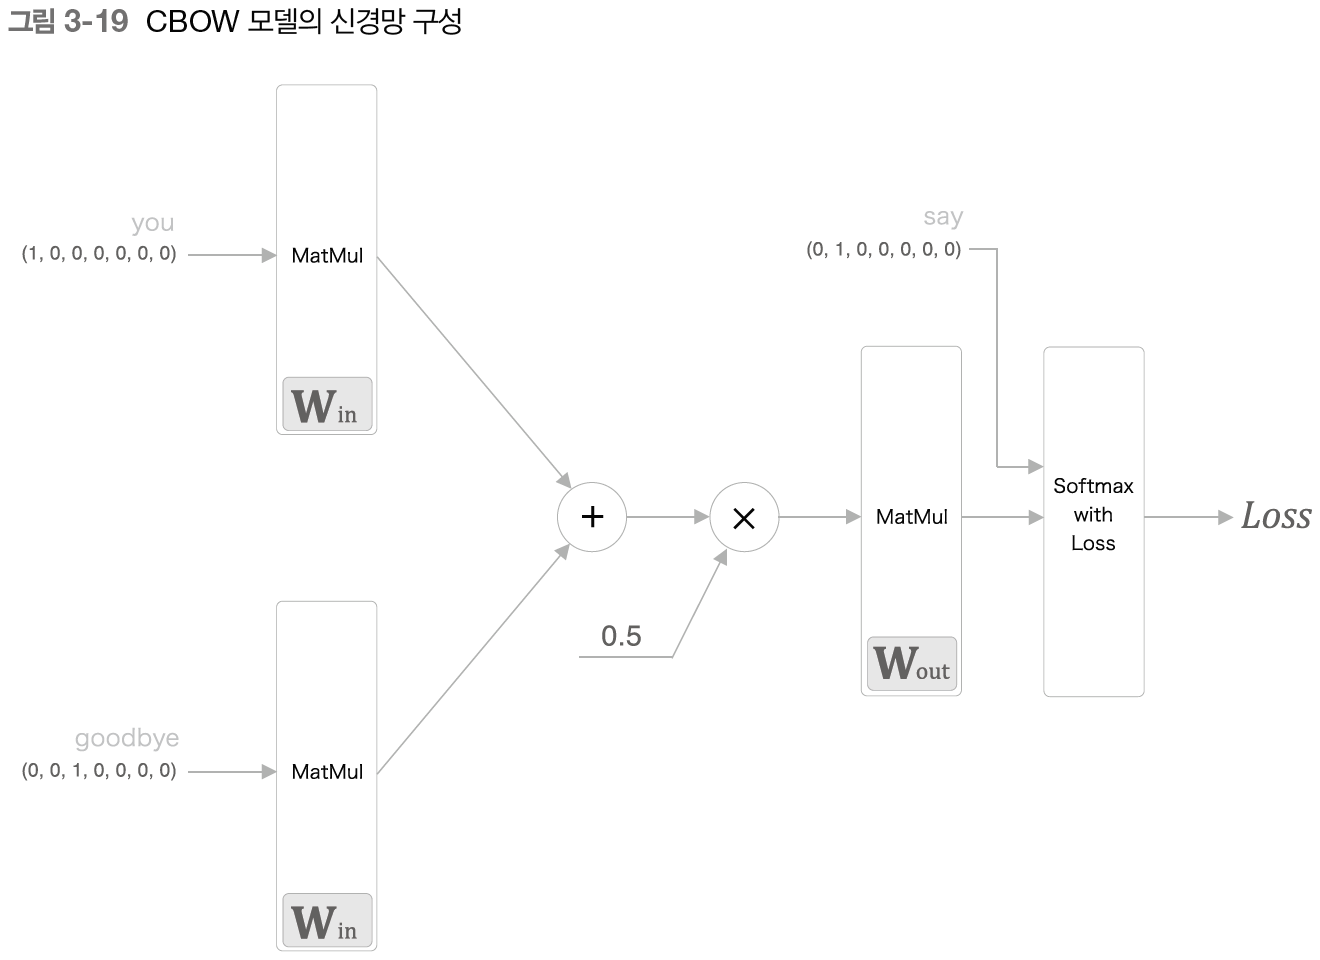 그림 3-19 CBOW 모델의 신경망 구성
you
(1, 0, 0, 0, 0, 0, 0)
MatMul
Win
say
(0, 1, 0, 0, 0, 0, 0)
+
×
0.5
MatMul
Wout
Softmax
with
Loss
Loss
goodbye
(0, 0, 1, 0, 0, 0, 0)
MatMul
Win